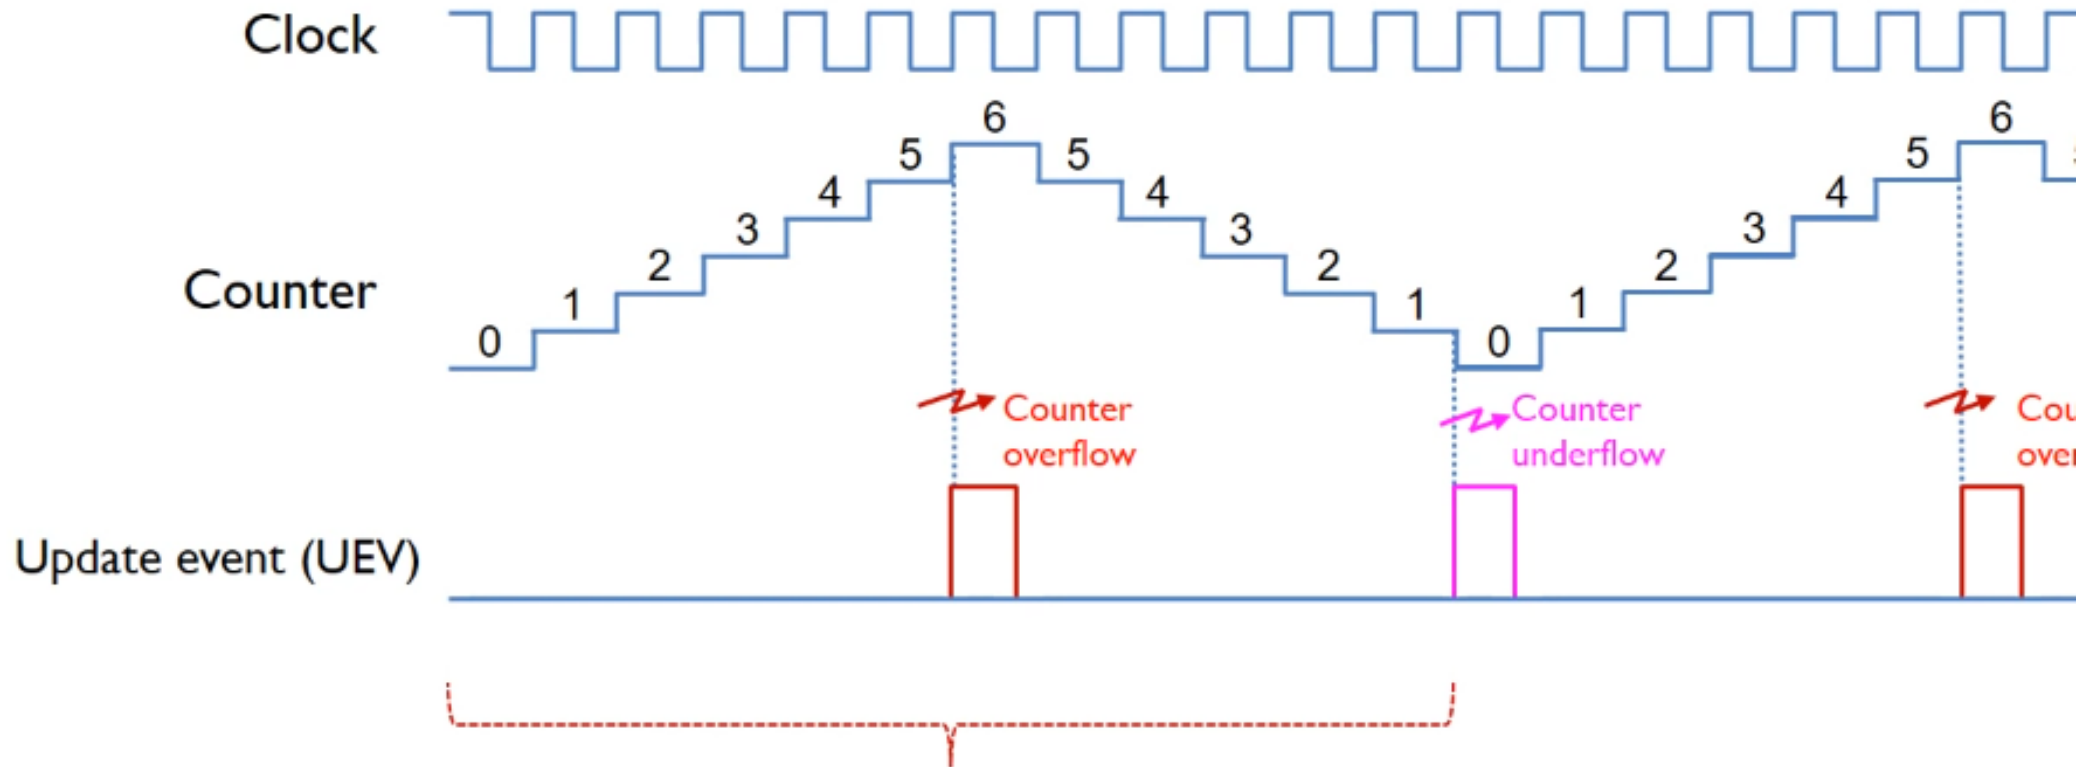 Clock
6 6
5 5 5
4 4 4
3 3 3
2 2 2
Counter
1 1 1
0 0
Counter
overflow
Counter
underflow
Update event (UEV)